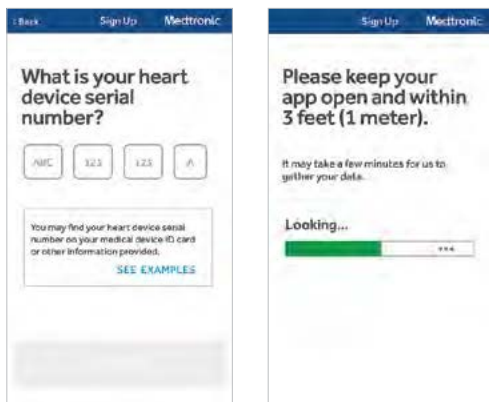 ‹ Back Sign Up Medtronic
What is your heart
device serial
number?
ABC 123 123 A
You may find your heart device serial
number on your medical device ID card
or other information provided.
SEE EXAMPLES
Sign Up Medtronic
Please keep your
app open and within
3 feet (1 meter).
It may take a few minutes for us to
gather your data.
Looking...